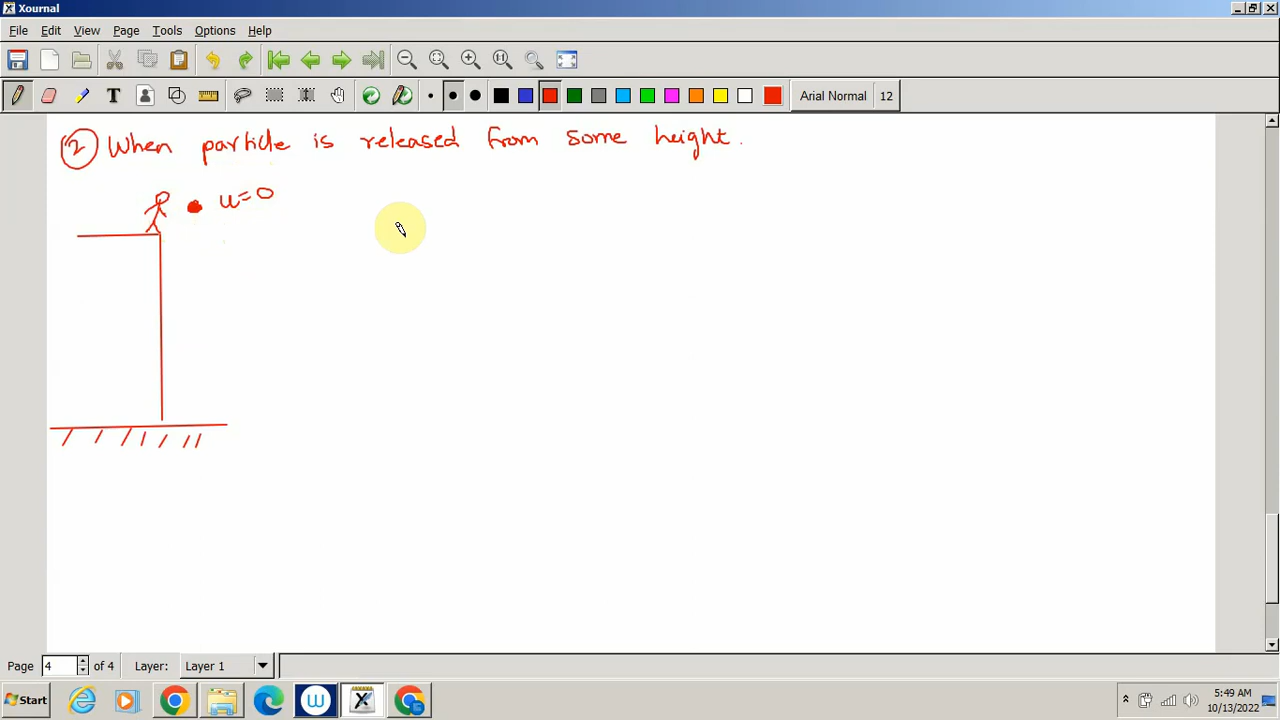 Xournal
File Edit View Page Tools Options Help
Arial Normal 12
② When particle is released from some height.
u=0
Page 4 of 4 Layer: Layer 1
Start
W
5:49 AM
10/13/2022